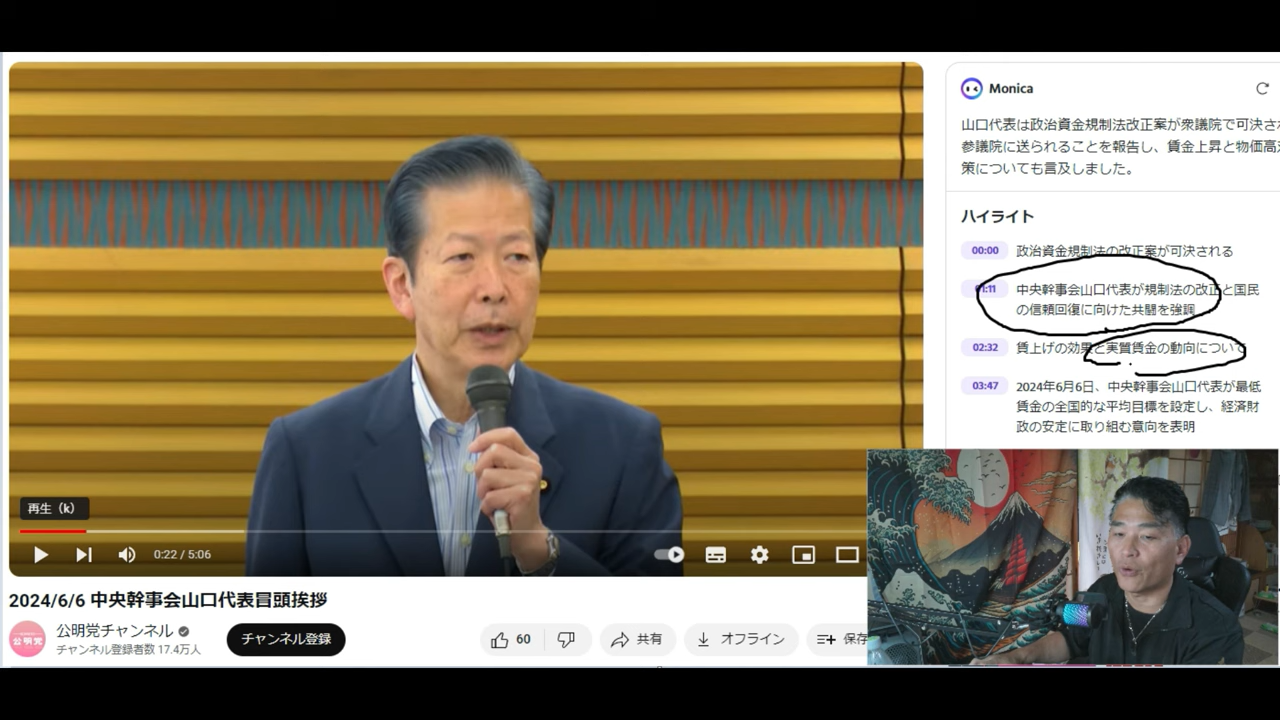 Monica
山口代表は政治資金規制法改正案が衆議院で可決さ
参議院に送られることを報告し、賃金上昇と物価高
策についても言及しました。
ハイライト
00:00 政治資金規制法の改正案が可決される
01:11 中央幹事会山口代表が規制法の改正と国民
の信頼回復に向けた共闘を強調
02:32 賃上げの効果と実質賃金の動向について
03:47 2024年6月6日、中央幹事会山口代表が最低
賃金の全国的な平均目標を設定し、経済財
政の安定に取り組む意向を表明
再生（k）
0:22 / 5:06
2024/6/6 中央幹事会山口代表冒頭挨拶
公明党
公明党チャンネル
チャンネル登録者数 17.4万人
チャンネル登録
60
共有
オフライン
保存